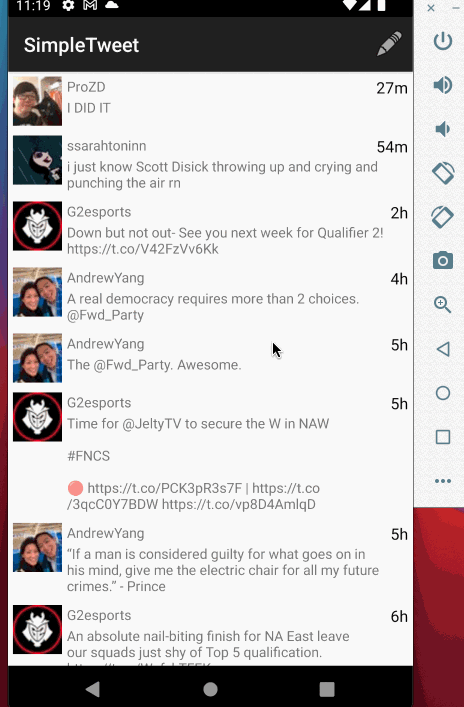 11:19
SimpleTweet
ProZD
27m
I DID IT
ssarahtoninn
54m
i just know Scott Disick throwing up and crying and
punching the air rn
G2esports
2h
Down but not out- See you next week for Qualifier 2!
https://t.co/V42FzVv6Kk
AndrewYang
4h
A real democracy requires more than 2 choices.
@Fwd_Party
AndrewYang
5h
The @Fwd_Party. Awesome.
G2esports
5h
Time for @JeltyTV to secure the W in NAW
#FNCS
🔴 https://t.co/PCK3pR3s7F | https://t.co
/3qcC0Y7BDW https://t.co/vp8D4AmlqD
AndrewYang
5h
“If a man is considered guilty for what goes on in
his mind, give me the electric chair for all my future
crimes.” - Prince
G2esports
6h
An absolute nail-biting finish for NA East leave
our squads just shy of Top 5 qualification.